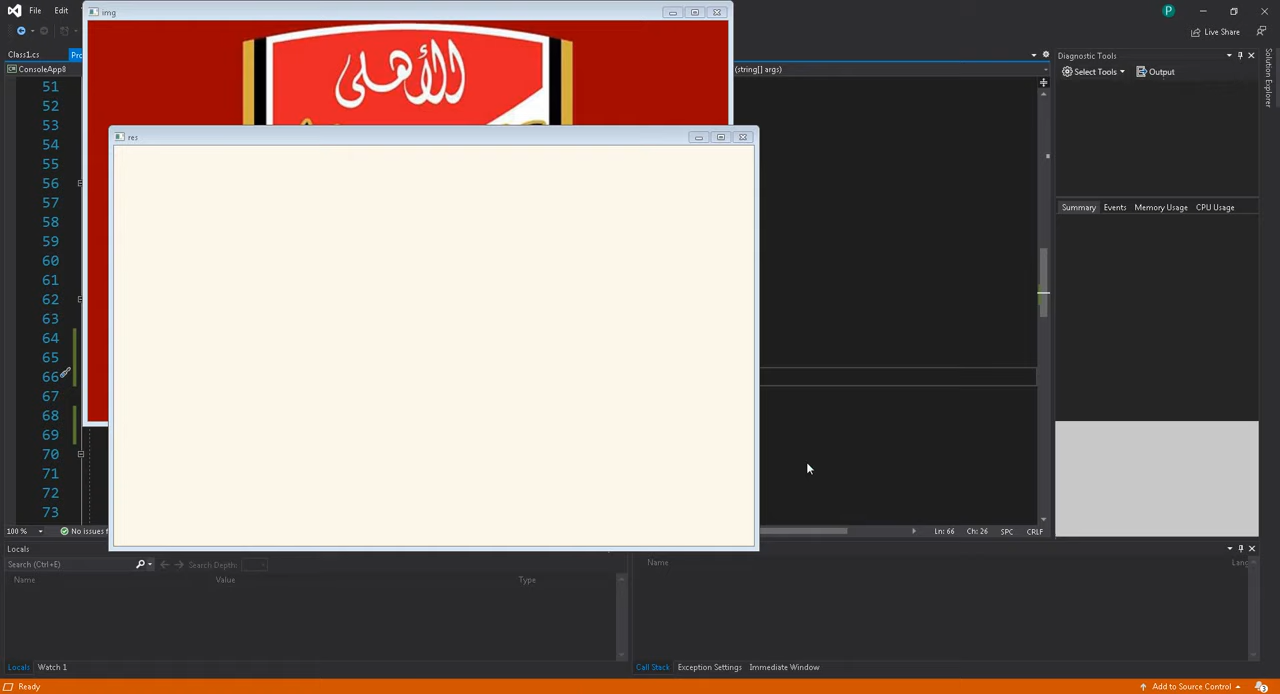 File Edit
img
Live Share
P
Class1.cs
ConsoleApp8
(string[] args)
Diagnostic Tools
Select Tools Output
Solution Explorer
الأهلى
res
51
52
53
54
55
56
57
58
59
60
61
62
63
64
65
66
67
68
69
70
71
72
73
Summary Events Memory Usage CPU Usage
100 % No issues Ln: 66 Ch: 26 SPC CRLF
Locals
Search (Ctrl+E) Search Depth:
Name Value Type
Name
Locals Watch 1
Call Stack Exception Settings Immediate Window
Ready
Add to Source Control